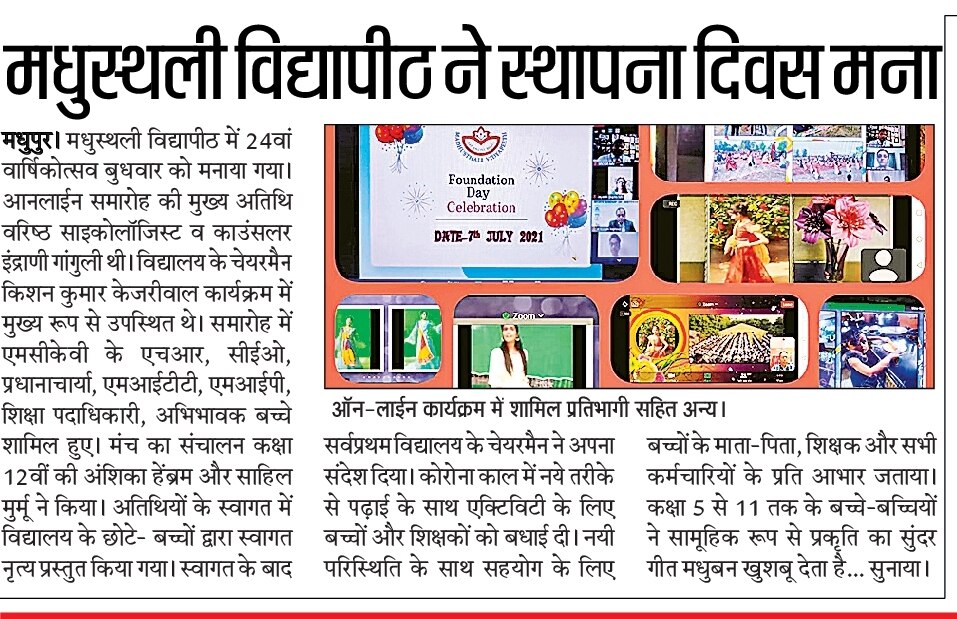 मधुस्थली विद्यापीठ ने स्थापना दिवस मना
मधुपुर। मधुस्थली विद्यापीठ में 24वां
वार्षिकोत्सव बुधवार को मनाया गया।
आनलाईन समारोह की मुख्य अतिथि
वरिष्ठ साइकोलॉजिस्ट व काउंसलर
इंद्राणी गांगुली थी। विद्यालय के चेयरमैन
किशन कुमार केजरीवाल कार्यक्रम में
मुख्य रूप से उपस्थित थे। समारोह में
एमसीकेवी के एचआर, सीईओ,
प्रधानाचार्या, एमआईटीटी, एमआईपी,
शिक्षा पदाधिकारी, अभिभावक बच्चे
शामिल हुए। मंच का संचालन कक्षा
12वीं की अंशिका हेंब्रम और साहिल
मुर्मू ने किया। अतिथियों के स्वागत में
विद्यालय के छोटे- बच्चों द्वारा स्वागत
नृत्य प्रस्तुत किया गया। स्वागत के बाद
MADHUSTHALI VIDYAPEETH
Foundation
Day
Celebration
DATE-7th JULY 2021
REC
Zoom
Zoom
ऑन-लाईन कार्यक्रम में शामिल प्रतिभागी सहित अन्य।
सर्वप्रथम विद्यालय के चेयरमैन ने अपना
संदेश दिया। कोरोना काल में नये तरीके
से पढ़ाई के साथ एक्टिविटी के लिए
बच्चों और शिक्षकों को बधाई दी। नयी
परिस्थिति के साथ सहयोग के लिए
बच्चों के माता-पिता, शिक्षक और सभी
कर्मचारियों के प्रति आभार जताया।
कक्षा 5 से 11 तक के बच्चे-बच्चियों
ने सामूहिक रूप से प्रकृति का सुंदर
गीत मधुबन खुशबू देता है... सुनाया।